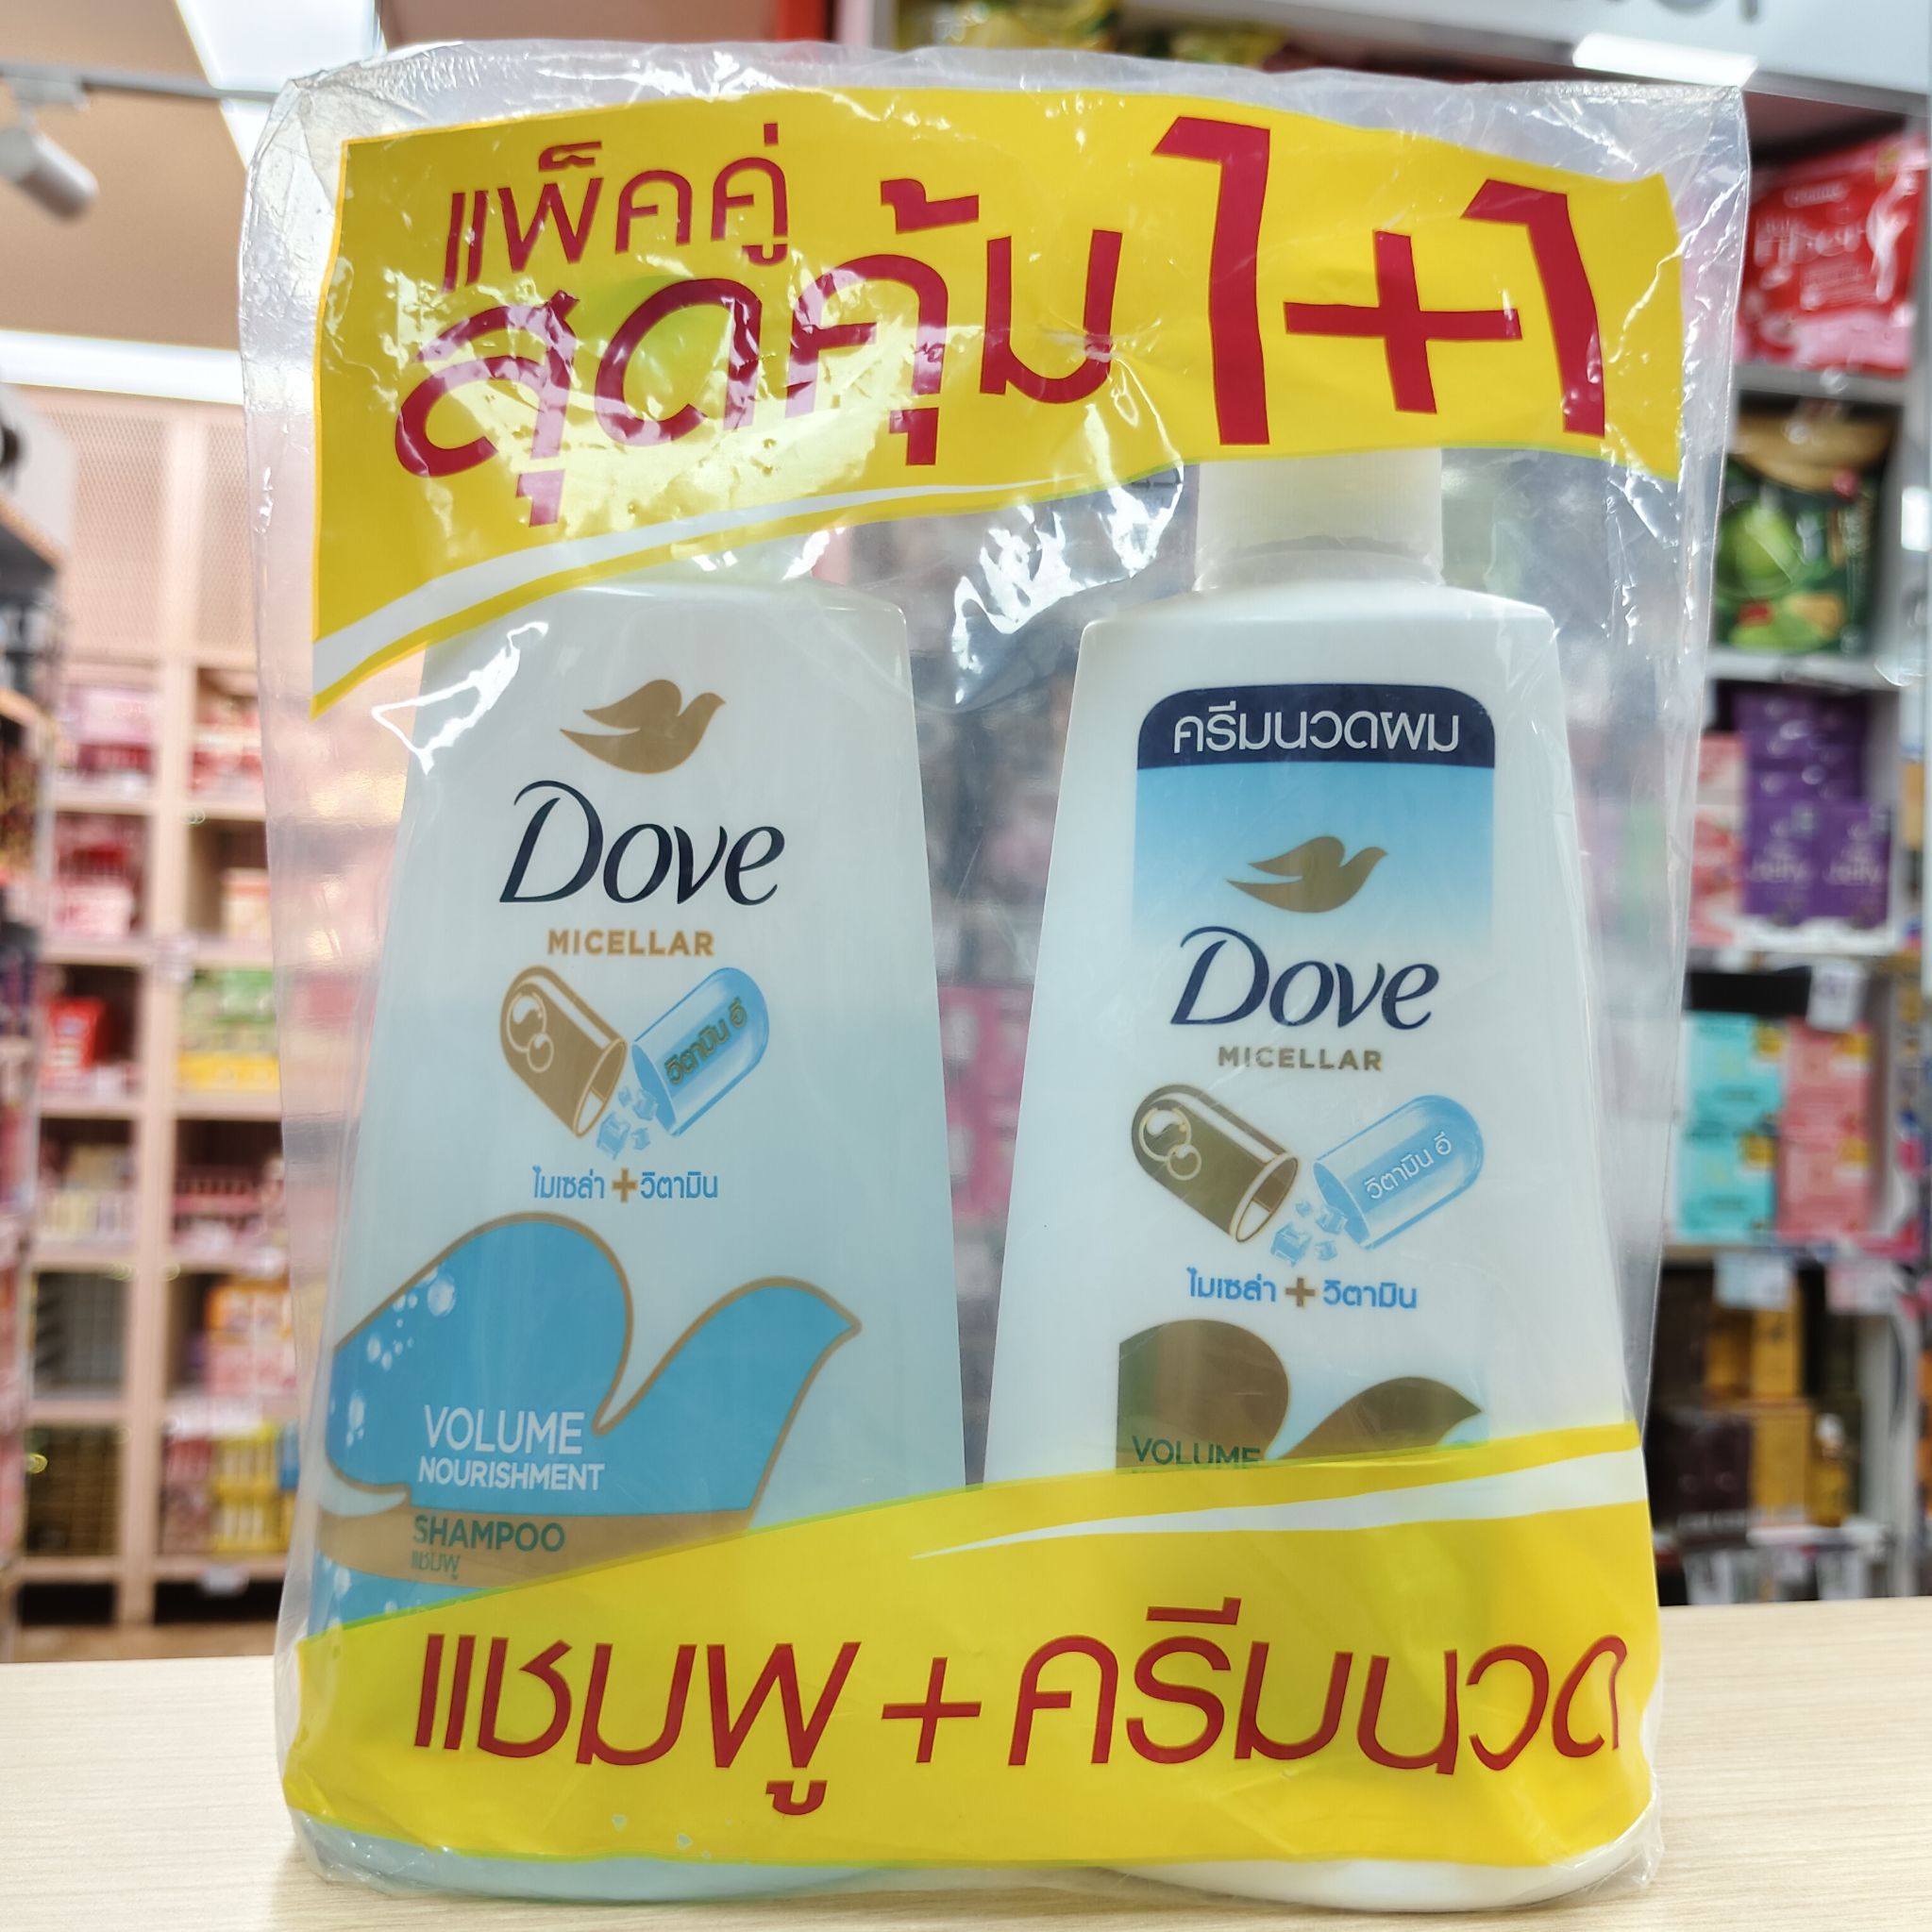 แพ็คคู่
สุดคุ้ม 1+1
Dove
MICELLAR
วิตามิน อี
ไมเซล่า + วิตามิน
VOLUME
NOURISHMENT
SHAMPOO
แชมพู
ครีมนวดผม
Dove
MICELLAR
วิตามิน อี
ไมเซล่า + วิตามิน
VOLUME
แชมพู + ครีมนวด